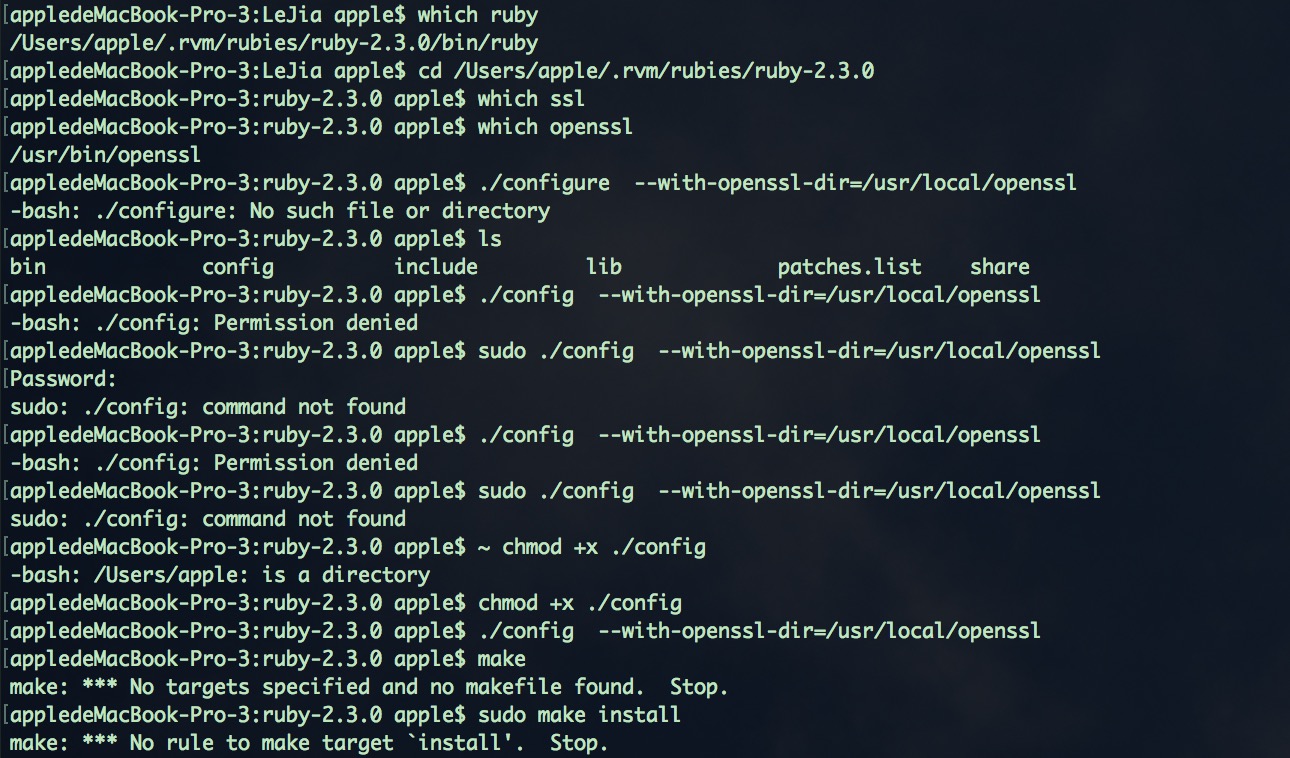 [appledeMacBook-Pro-3:LeJia apple$ which ruby
/Users/apple/.rvm/rubies/ruby-2.3.0/bin/ruby
[appledeMacBook-Pro-3:LeJia apple$ cd /Users/apple/.rvm/rubies/ruby-2.3.0
[appledeMacBook-Pro-3:ruby-2.3.0 apple$ which ssl
[appledeMacBook-Pro-3:ruby-2.3.0 apple$ which openssl
/usr/bin/openssl
[appledeMacBook-Pro-3:ruby-2.3.0 apple$ ./configure  --with-openssl-dir=/usr/local/openssl
-bash: ./configure: No such file or directory
[appledeMacBook-Pro-3:ruby-2.3.0 apple$ ls
bin             config          include         lib             patches.list    share
[appledeMacBook-Pro-3:ruby-2.3.0 apple$ ./config  --with-openssl-dir=/usr/local/openssl
-bash: ./config: Permission denied
[appledeMacBook-Pro-3:ruby-2.3.0 apple$ sudo ./config  --with-openssl-dir=/usr/local/openssl
[Password:
sudo: ./config: command not found
[appledeMacBook-Pro-3:ruby-2.3.0 apple$ ./config  --with-openssl-dir=/usr/local/openssl
-bash: ./config: Permission denied
[appledeMacBook-Pro-3:ruby-2.3.0 apple$ sudo ./config  --with-openssl-dir=/usr/local/openssl
sudo: ./config: command not found
[appledeMacBook-Pro-3:ruby-2.3.0 apple$ ~ chmod +x ./config
-bash: /Users/apple: is a directory
[appledeMacBook-Pro-3:ruby-2.3.0 apple$ chmod +x ./config
[appledeMacBook-Pro-3:ruby-2.3.0 apple$ ./config  --with-openssl-dir=/usr/local/openssl
[appledeMacBook-Pro-3:ruby-2.3.0 apple$ make
make: *** No targets specified and no makefile found.  Stop.
[appledeMacBook-Pro-3:ruby-2.3.0 apple$ sudo make install
make: *** No rule to make target `install'.  Stop.